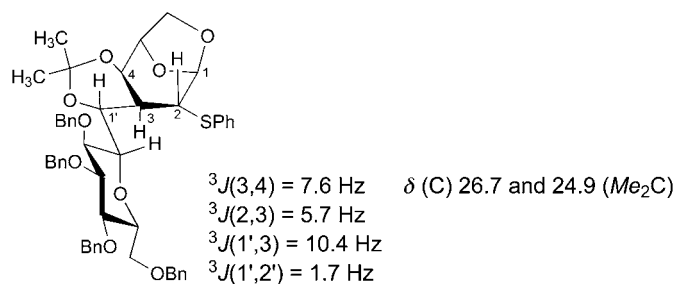 H₃C
O
O
H
H₃C
O
4
O
1
H
O
1'
3
2
SPh
BnO
H
H
BnO
O
³J(3,4) = 7.6 Hz δ (C) 26.7 and 24.9 (Me₂C)
BnO
³J(2,3) = 5.7 Hz
³J(1',3) = 10.4 Hz
BnO
OBn
³J(1',2') = 1.7 Hz